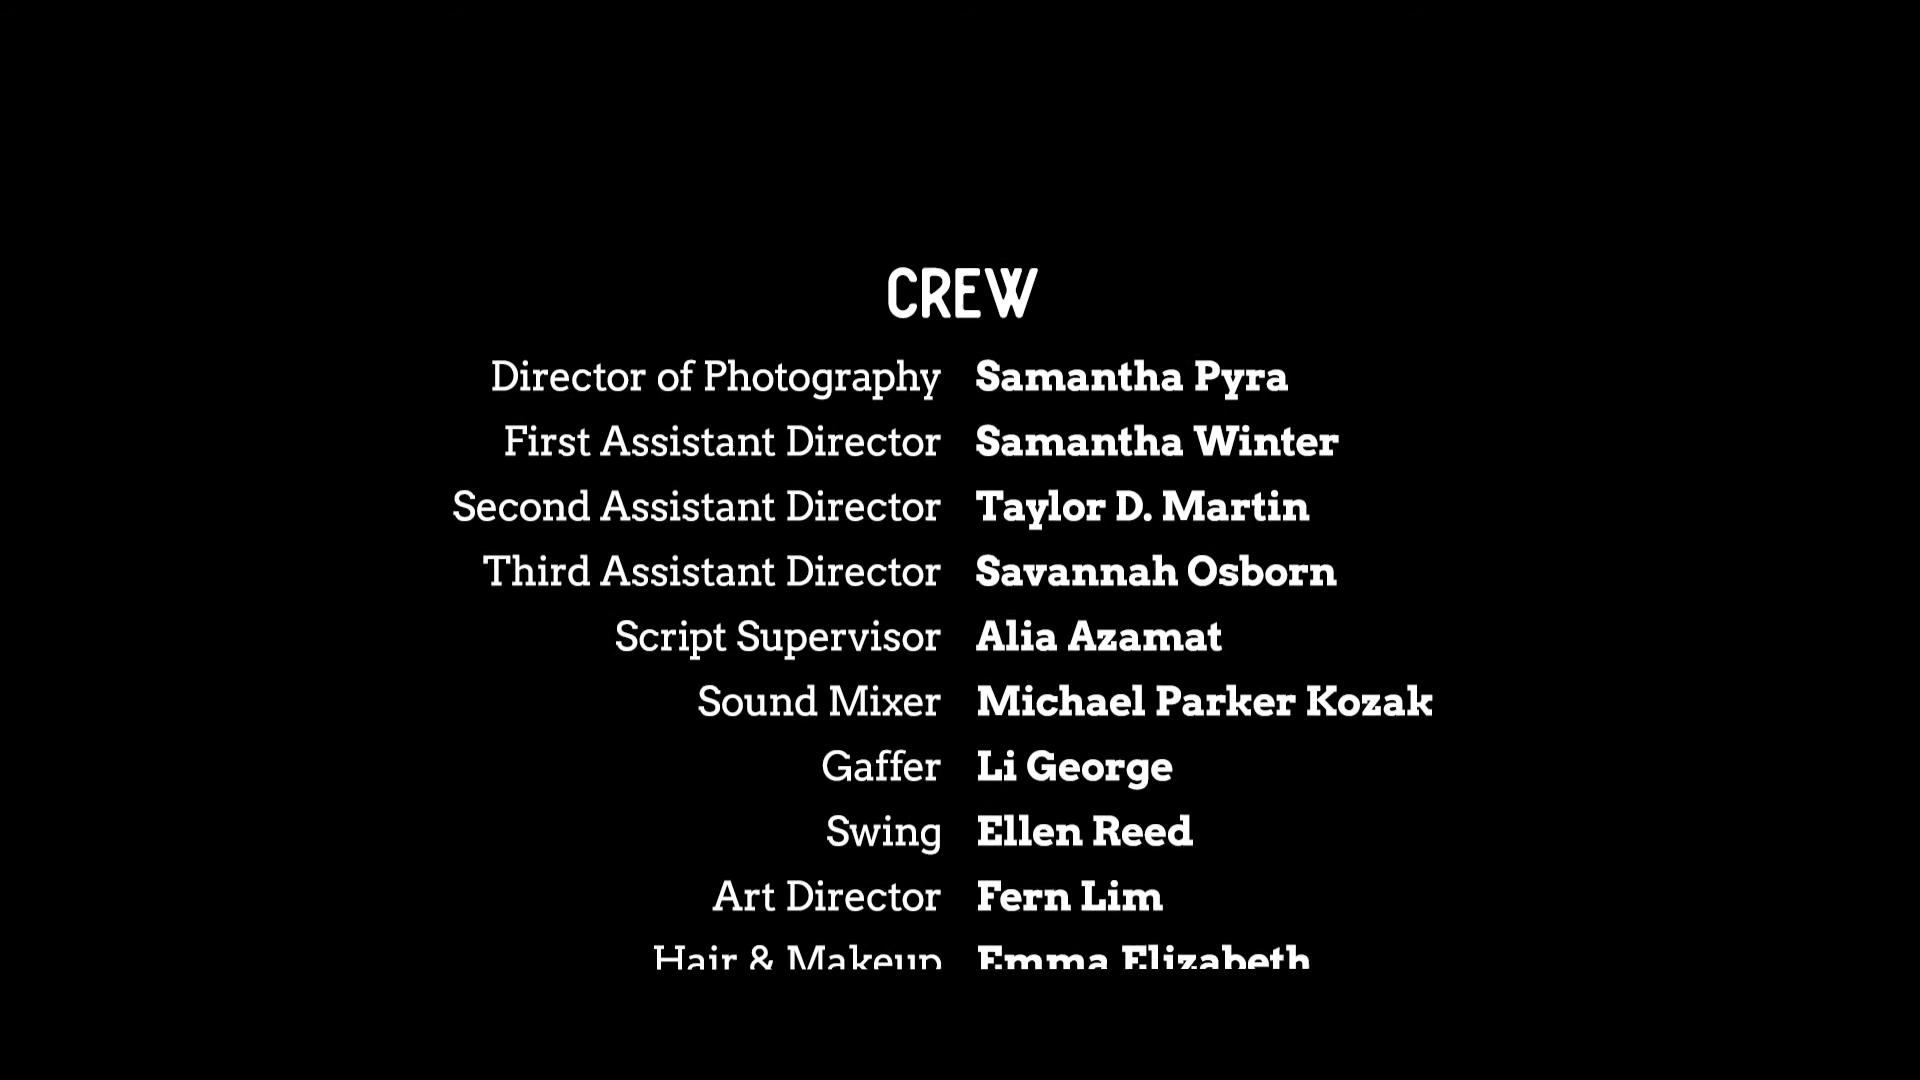 CREW
Director of Photography Samantha Pyra
First Assistant Director Samantha Winter
Second Assistant Director Taylor D. Martin
Third Assistant Director Savannah Osborn
Script Supervisor Alia Azamat
Sound Mixer Michael Parker Kozak
Gaffer Li George
Swing Ellen Reed
Art Director Fern Lim
Hair & Makeup Emma Elizabeth